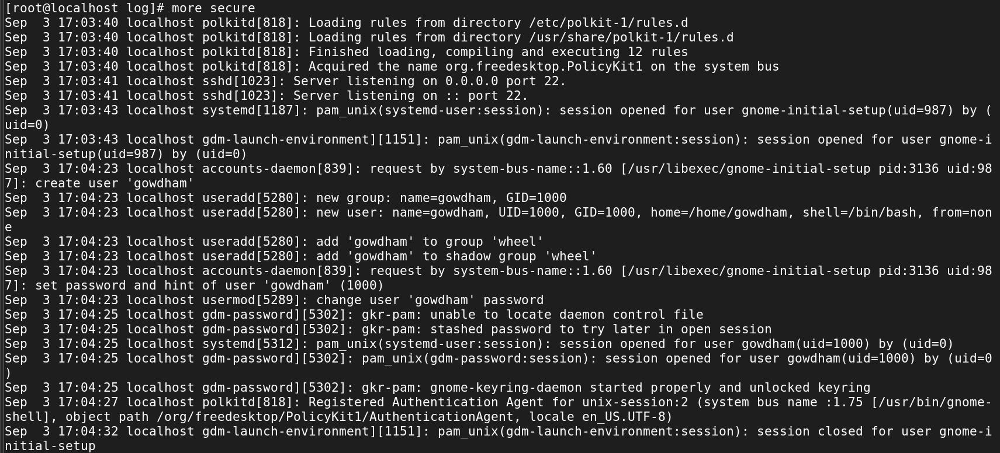 [root@localhost log]# more secure
Sep  3 17:03:40 localhost polkitd[818]: Loading rules from directory /etc/polkit-1/rules.d
Sep  3 17:03:40 localhost polkitd[818]: Loading rules from directory /usr/share/polkit-1/rules.d
Sep  3 17:03:40 localhost polkitd[818]: Finished loading, compiling and executing 12 rules
Sep  3 17:03:40 localhost polkitd[818]: Acquired the name org.freedesktop.PolicyKit1 on the system bus
Sep  3 17:03:41 localhost sshd[1023]: Server listening on 0.0.0.0 port 22.
Sep  3 17:03:41 localhost sshd[1023]: Server listening on :: port 22.
Sep  3 17:03:43 localhost systemd[1187]: pam_unix(systemd-user:session): session opened for user gnome-initial-setup(uid=987) by (
uid=0)
Sep  3 17:03:43 localhost gdm-launch-environment][1151]: pam_unix(gdm-launch-environment:session): session opened for user gnome-i
nitial-setup(uid=987) by (uid=0)
Sep  3 17:04:23 localhost accounts-daemon[839]: request by system-bus-name::1.60 [/usr/libexec/gnome-initial-setup pid:3136 uid:98
7]: create user 'gowdham'
Sep  3 17:04:23 localhost useradd[5280]: new group: name=gowdham, GID=1000
Sep  3 17:04:23 localhost useradd[5280]: new user: name=gowdham, UID=1000, GID=1000, home=/home/gowdham, shell=/bin/bash, from=non
e
Sep  3 17:04:23 localhost useradd[5280]: add 'gowdham' to group 'wheel'
Sep  3 17:04:23 localhost useradd[5280]: add 'gowdham' to shadow group 'wheel'
Sep  3 17:04:23 localhost accounts-daemon[839]: request by system-bus-name::1.60 [/usr/libexec/gnome-initial-setup pid:3136 uid:98
7]: set password and hint of user 'gowdham' (1000)
Sep  3 17:04:23 localhost usermod[5289]: change user 'gowdham' password
Sep  3 17:04:25 localhost gdm-password][5302]: gkr-pam: unable to locate daemon control file
Sep  3 17:04:25 localhost gdm-password][5302]: gkr-pam: stashed password to try later in open session
Sep  3 17:04:25 localhost systemd[5312]: pam_unix(systemd-user:session): session opened for user gowdham(uid=1000) by (uid=0)
Sep  3 17:04:25 localhost gdm-password][5302]: pam_unix(gdm-password:session): session opened for user gowdham(uid=1000) by (uid=0
)
Sep  3 17:04:25 localhost gdm-password][5302]: gkr-pam: gnome-keyring-daemon started properly and unlocked keyring
Sep  3 17:04:27 localhost polkitd[818]: Registered Authentication Agent for unix-session:2 (system bus name :1.75 [/usr/bin/gnome-
shell], object path /org/freedesktop/PolicyKit1/AuthenticationAgent, locale en_US.UTF-8)
Sep  3 17:04:32 localhost gdm-launch-environment][1151]: pam_unix(gdm-launch-environment:session): session closed for user gnome-i
nitial-setup